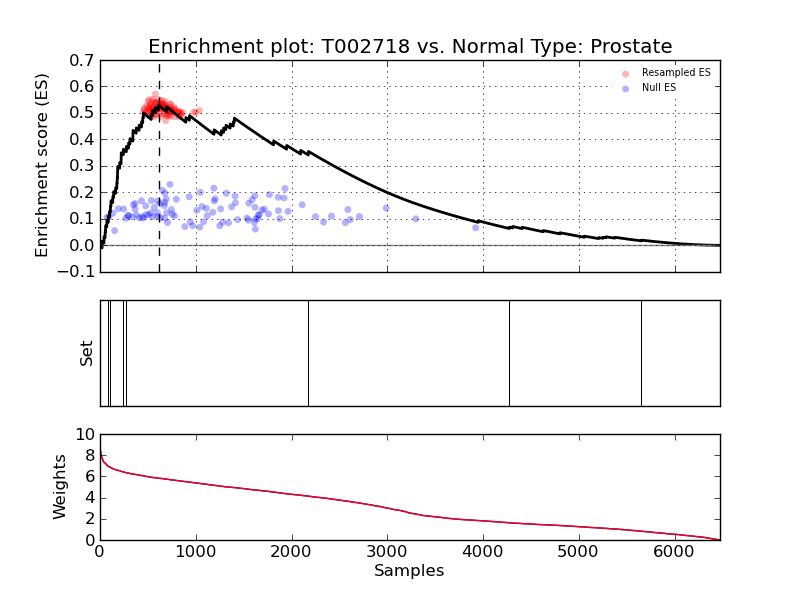 Enrichment plot: T002718 vs. Normal Type: Prostate
Enrichment score (ES)
0.7
0.6
0.5
0.4
0.3
0.2
0.1
0.0
−0.1
Resampled ES
Null ES
Set
Weights
10
8
6
4
2
0
0 1000 2000 3000 4000 5000 6000
Samples